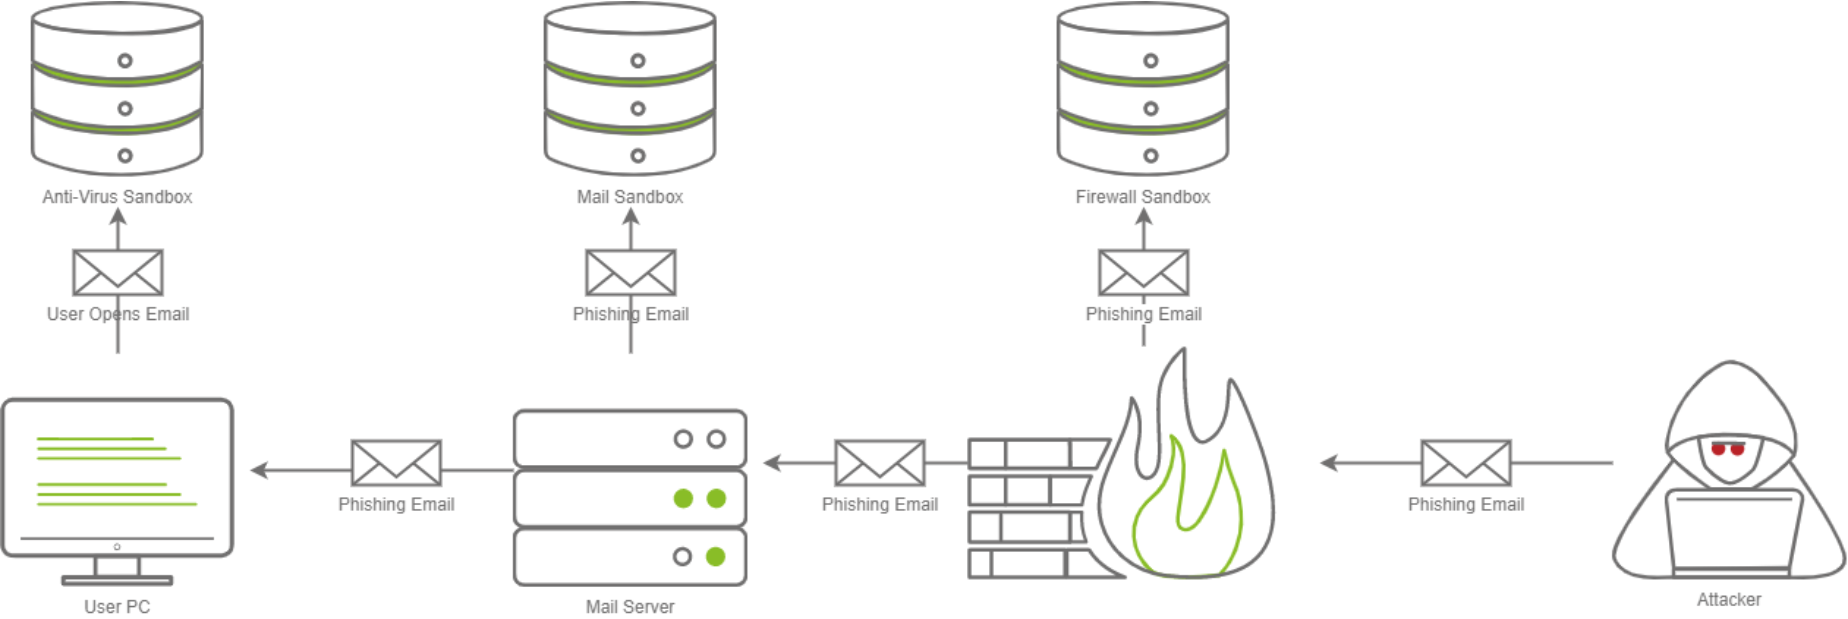 Anti-Virus Sandbox
Mail Sandbox
Firewall Sandbox
User Opens Email
Phishing Email
Phishing Email
Phishing Email
Phishing Email
Phishing Email
User PC
Mail Server
Attacker